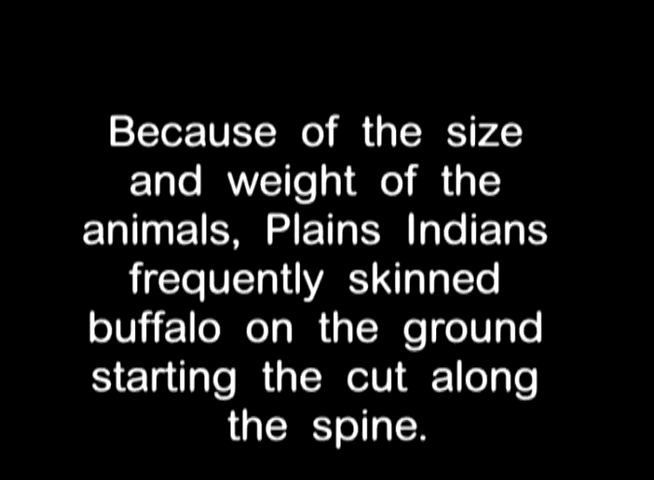 Because of the size
and weight of the
animals, Plains Indians
frequently skinned
buffalo on the ground
starting the cut along
the spine.